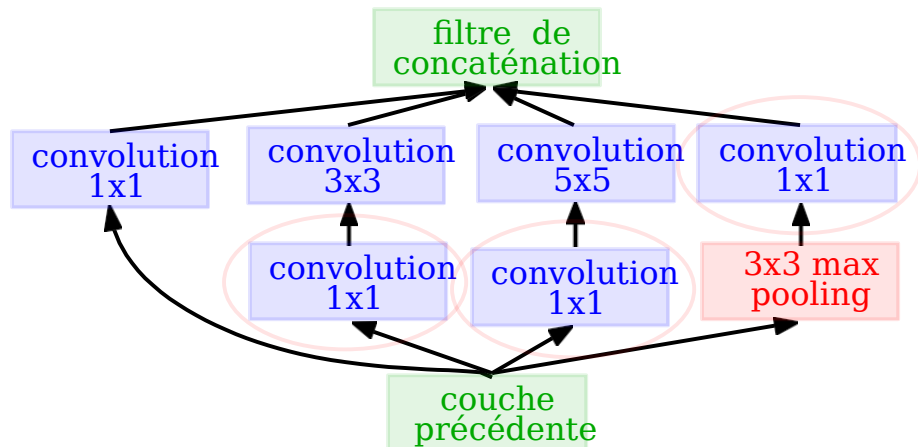 filtre de
concaténation
convolution
1x1
convolution
3x3
convolution
5x5
convolution
1x1
convolution
1x1
convolution
1x1
3x3 max
pooling
couche
précédente